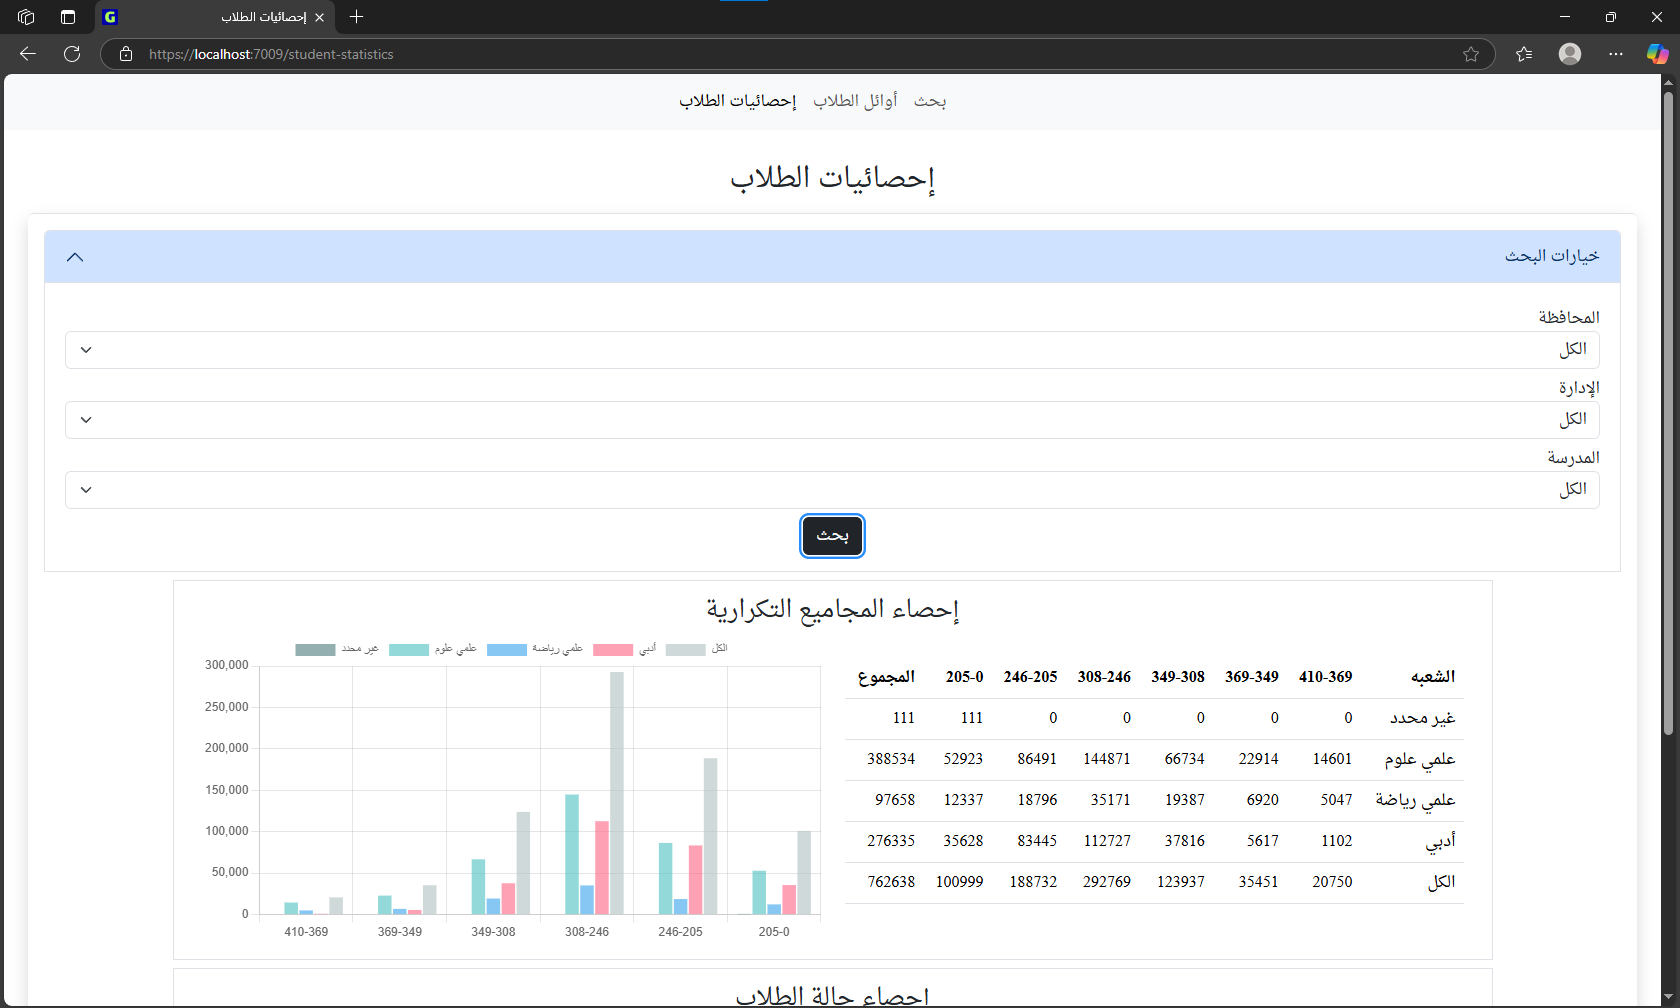 إحصائيات الطلاب
https://localhost:7009/student-statistics
بحث أوائل الطلاب إحصائيات الطلاب
إحصائيات الطلاب
خيارات البحث
المحافظة
الكل
الإدارة
الكل
المدرسة
الكل
بحث
إحصاء المجاميع التكرارية
الشعبه 410-369 369-349 349-308 308-246 246-205 205-0 المجموع
غير محدد 0 0 0 0 0 111 111
علمي علوم 14601 22914 66734 144871 86491 52923 388534
علمي رياضة 5047 6920 19387 35171 18796 12337 97658
أدبي 1102 5617 37816 112727 83445 35628 276335
الكل 20750 35451 123937 292769 188732 100999 762638
غير محدد علمي علوم علمي رياضة أدبي الكل
300,000
250,000
200,000
150,000
100,000
50,000
0
410-369 369-349 349-308 308-246 246-205 205-0
إحصاء حالة الطلاب